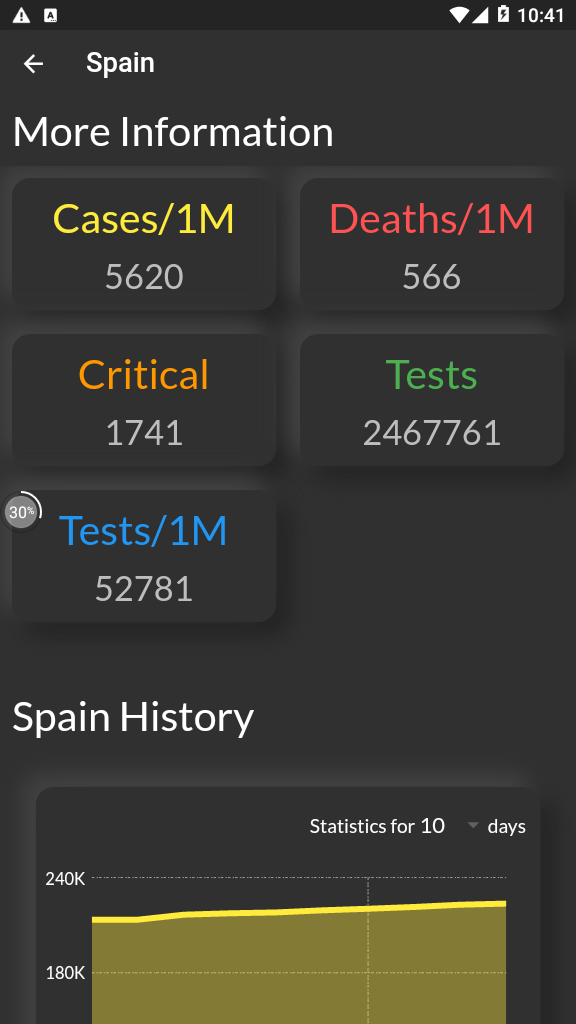 10:41
Spain
More Information
Cases/1M
5620
Deaths/1M
566
Critical
1741
Tests
2467761
30%
Tests/1M
52781
Spain History
Statistics for 10 days
240K
180K